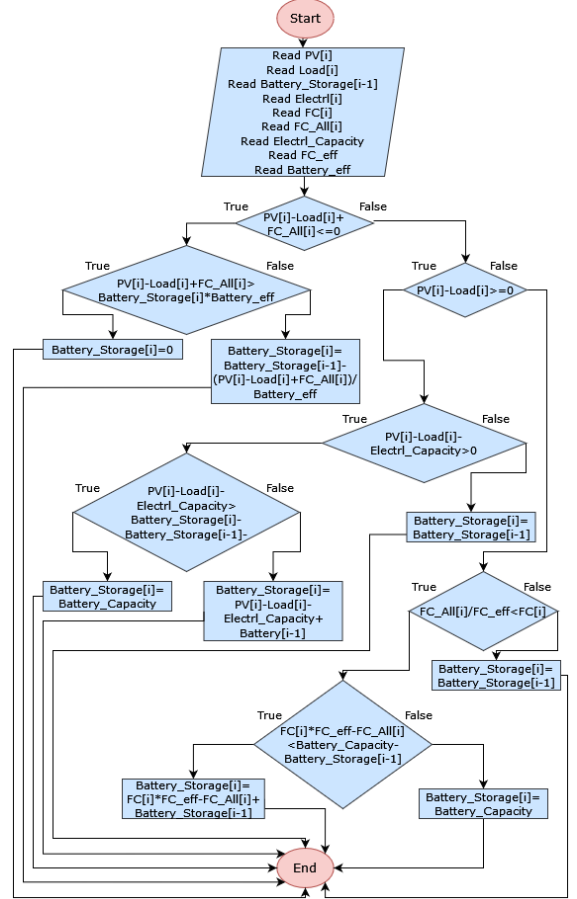 Start
Read PV[i]
Read Load[i]
Read Battery_Storage[i-1]
Read Electrl[i]
Read FC[i]
Read FC_All[i]
Read Electrl_Capacity
Read FC_eff
Read Battery_eff
True
False
PV[i]-Load[i]+
FC_All[i]<=0
True
False
PV[i]-Load[i]+FC_All[i]>
Battery_Storage[i]*Battery_eff
True
False
PV[i]-Load[i]>=0
Battery_Storage[i]=0
Battery_Storage[i]=
Battery_Storage[i-1]-
(PV[i]-Load[i]+FC_All[i])/
Battery_eff
True
False
PV[i]-Load[i]-
Electrl_Capacity>0
True
False
PV[i]-Load[i]-
Electrl_Capacity>
Battery_Storage[i]-
Battery_Storage[i-1]-
Battery_Storage[i]=
Battery_Storage[i-1]
Battery_Storage[i]=
Battery_Capacity
Battery_Storage[i]=
PV[i]-Load[i]-
Electrl_Capacity+
Battery[i-1]
True
False
FC_All[i]/FC_eff<FC[i]
Battery_Storage[i]=
Battery_Storage[i-1]
True
False
FC[i]*FC_eff-FC_All[i]
<Battery_Capacity-
Battery_Storage[i-1]
Battery_Storage[i]=
FC[i]*FC_eff-FC_All[i]+
Battery_Storage[i-1]
Battery_Storage[i]=
Battery_Capacity
End